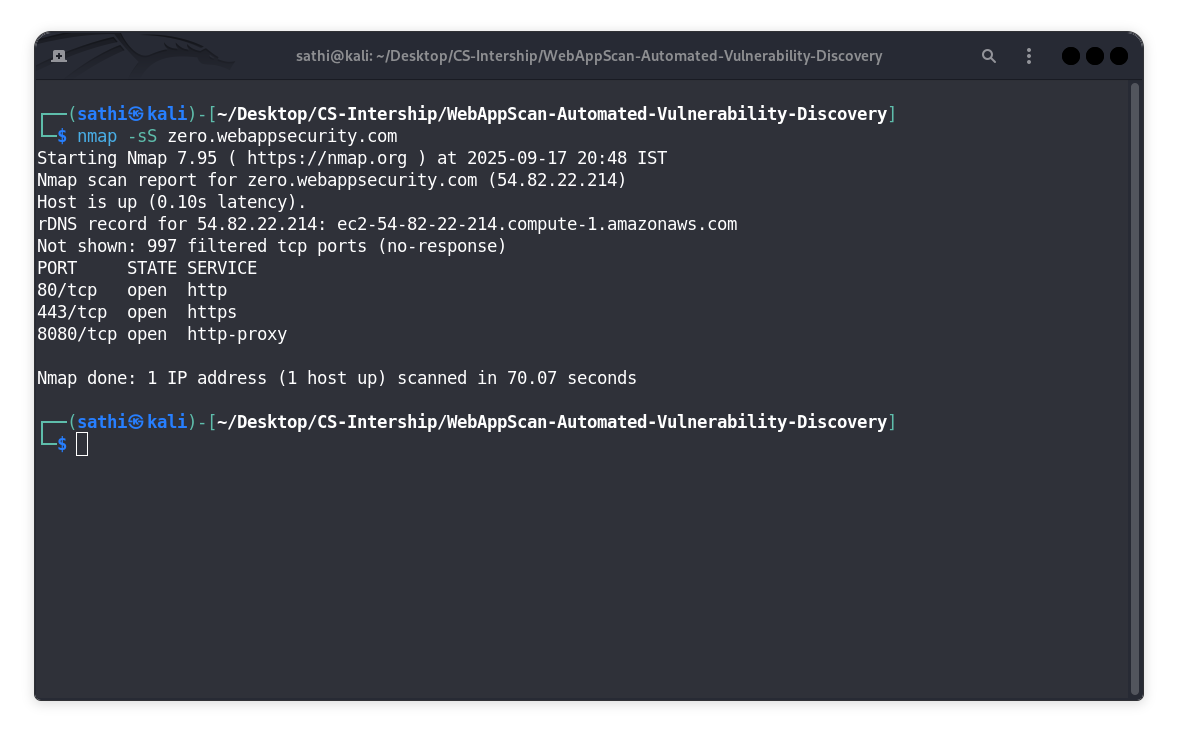 sathi@kali: ~/Desktop/CS-Intership/WebAppScan-Automated-Vulnerability-Discovery
┌──(sathi㉿kali)-[~/Desktop/CS-Intership/WebAppScan-Automated-Vulnerability-Discovery]
└─$ nmap -sS zero.webappsecurity.com
Starting Nmap 7.95 ( https://nmap.org ) at 2025-09-17 20:48 IST
Nmap scan report for zero.webappsecurity.com (54.82.22.214)
Host is up (0.10s latency).
rDNS record for 54.82.22.214: ec2-54-82-22-214.compute-1.amazonaws.com
Not shown: 997 filtered tcp ports (no-response)
PORT     STATE SERVICE
80/tcp   open  http
443/tcp  open  https
8080/tcp open  http-proxy
Nmap done: 1 IP address (1 host up) scanned in 70.07 seconds
┌──(sathi㉿kali)-[~/Desktop/CS-Intership/WebAppScan-Automated-Vulnerability-Discovery]
└─$